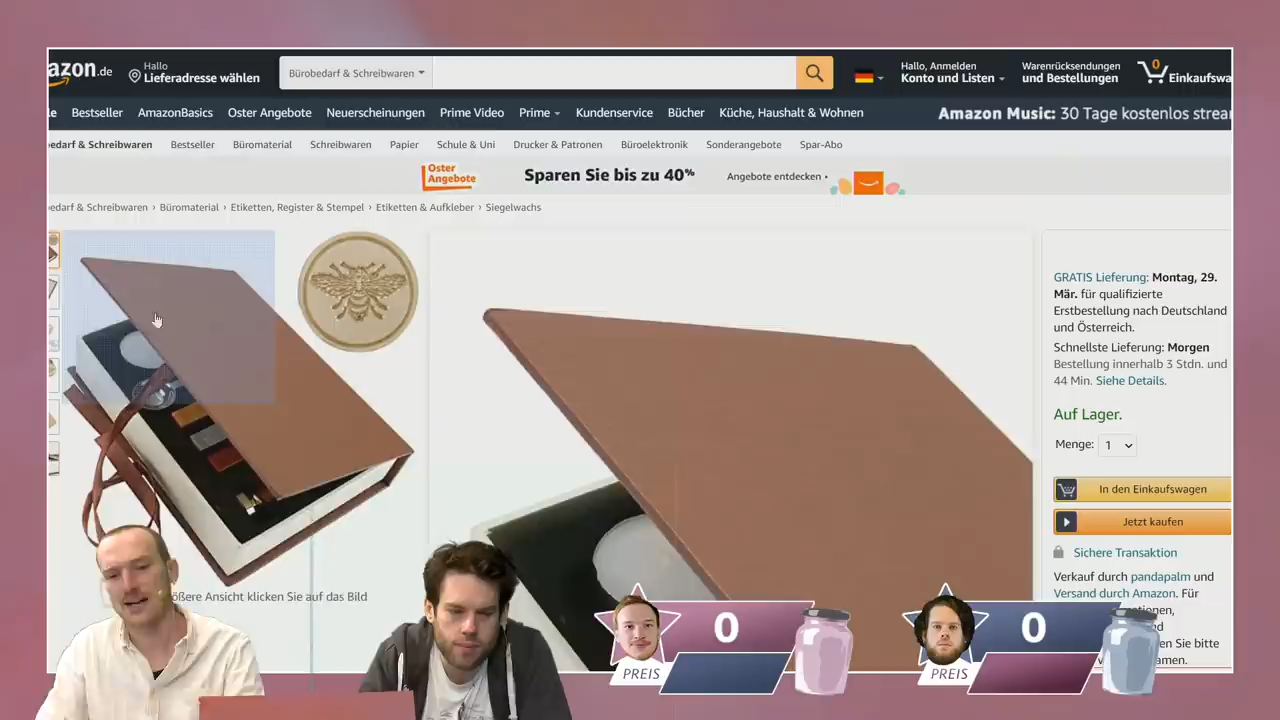 azon.de
Hallo
Lieferadresse wählen
Bürobedarf & Schreibwaren
Hallo, Anmelden
Konto und Listen
Warenrücksendungen
und Bestellungen
0
Einkaufswa
le Bestseller AmazonBasics Oster Angebote Neuerscheinungen Prime Video Prime Kundenservice Bücher Küche, Haushalt & Wohnen
Amazon Music: 30 Tage kostenlos strear
edarf & Schreibwaren Bestseller Büromaterial Schreibwaren Papier Schule & Uni Drucker & Patronen Büroelektronik Sonderangebote Spar-Abo
Oster
Angebote
Sparen Sie bis zu 40%
Angebote entdecken ›
edarf & Schreibwaren › Büromaterial › Etiketten, Register & Stempel › Etiketten & Aufkleber › Siegelwachs
GRATIS Lieferung: Montag, 29.
Mär. für qualifizierte
Erstbestellung nach Deutschland
und Österreich.
Schnellste Lieferung: Morgen
Bestellung innerhalb 3 Stdn. und
44 Min. Siehe Details.
Auf Lager.
Menge: 1
In den Einkaufswagen
Jetzt kaufen
Sichere Transaktion
Verkauf durch pandapalm und
Versand durch Amazon. Für
en Sie bitte
amen.
ößere Ansicht klicken Sie auf das Bild
0
PREIS
0
PREIS